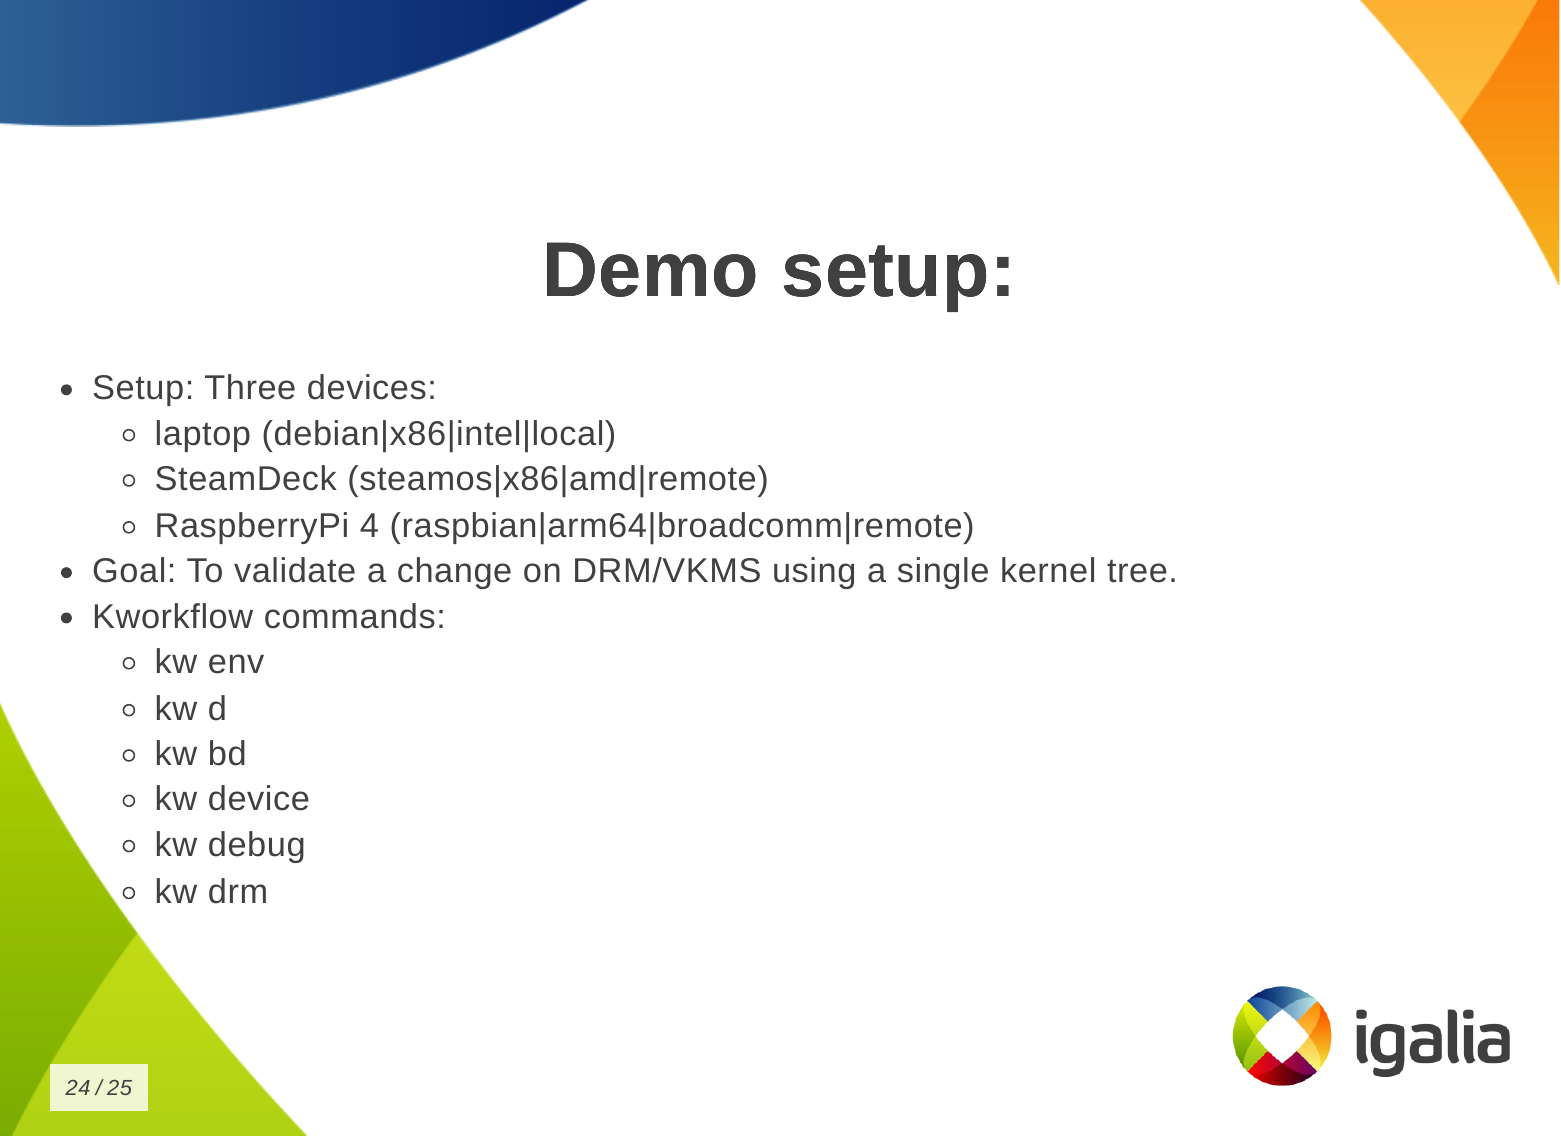 Demo setup:
Setup: Three devices:
laptop (debian|x86|intel|local)
SteamDeck (steamos|x86|amd|remote)
RaspberryPi 4 (raspbian|arm64|broadcomm|remote)
Goal: To validate a change on DRM/VKMS using a single kernel tree.
Kworkflow commands:
kw env
kw d
kw bd
kw device
kw debug
kw drm
igalia
24 / 25